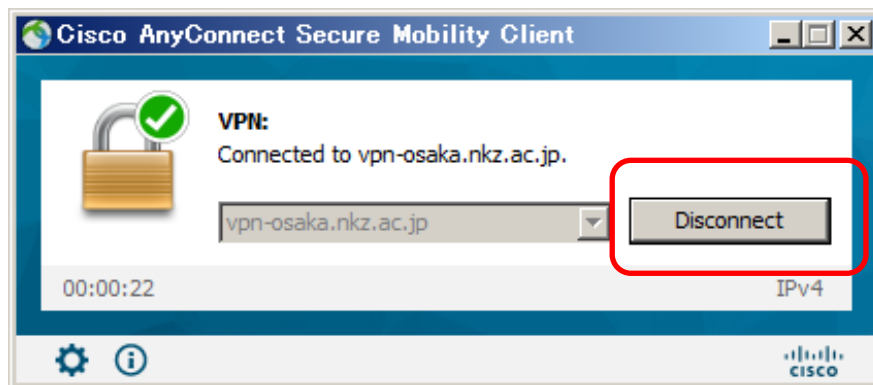 Cisco AnyConnect Secure Mobility Client
VPN:
Connected to vpn-osaka.nkz.ac.jp.
vpn-osaka.nkz.ac.jp
Disconnect
00:00:22
IPv4
cisco